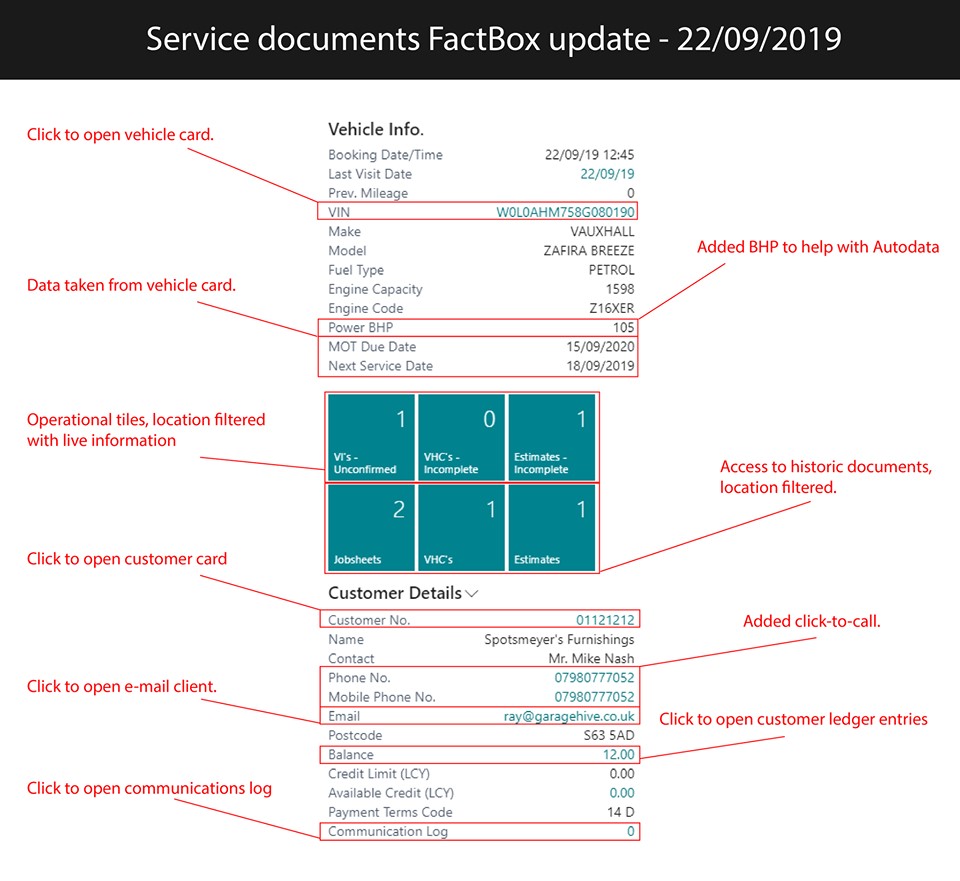 Service documents FactBox update - 22/09/2019
Click to open vehicle card.
Vehicle Info.
Booking Date/Time 22/09/19 12:45
Last Visit Date 22/09/19
Prev. Mileage 0
VIN W0L0AHM758G080190
Make VAUXHALL
Model ZAFIRA BREEZE
Added BHP to help with Autodata
Fuel Type PETROL
Data taken from vehicle card.
Engine Capacity 1598
Engine Code Z16XER
Power BHP 105
MOT Due Date 15/09/2020
Next Service Date 18/09/2019
Operational tiles, location filtered
with live information
1
VI's -
Unconfirmed
0
VHC's -
Incomplete
1
Estimates -
Incomplete
Access to historic documents,
location filtered.
2
Jobsheets
1
VHC's
1
Estimates
Click to open customer card
Customer Details
Customer No. 01121212
Added click-to-call.
Name Spotsmeyer's Furnishings
Contact Mr. Mike Nash
Phone No. 07980777052
Click to open e-mail client.
Mobile Phone No. 07980777052
Email ray@garagehive.co.uk
Click to open customer ledger entries
Postcode S63 5AD
Balance 12.00
Credit Limit (LCY) 0.00
Click to open communications log
Available Credit (LCY) 0.00
Payment Terms Code 14 D
Communication Log 0